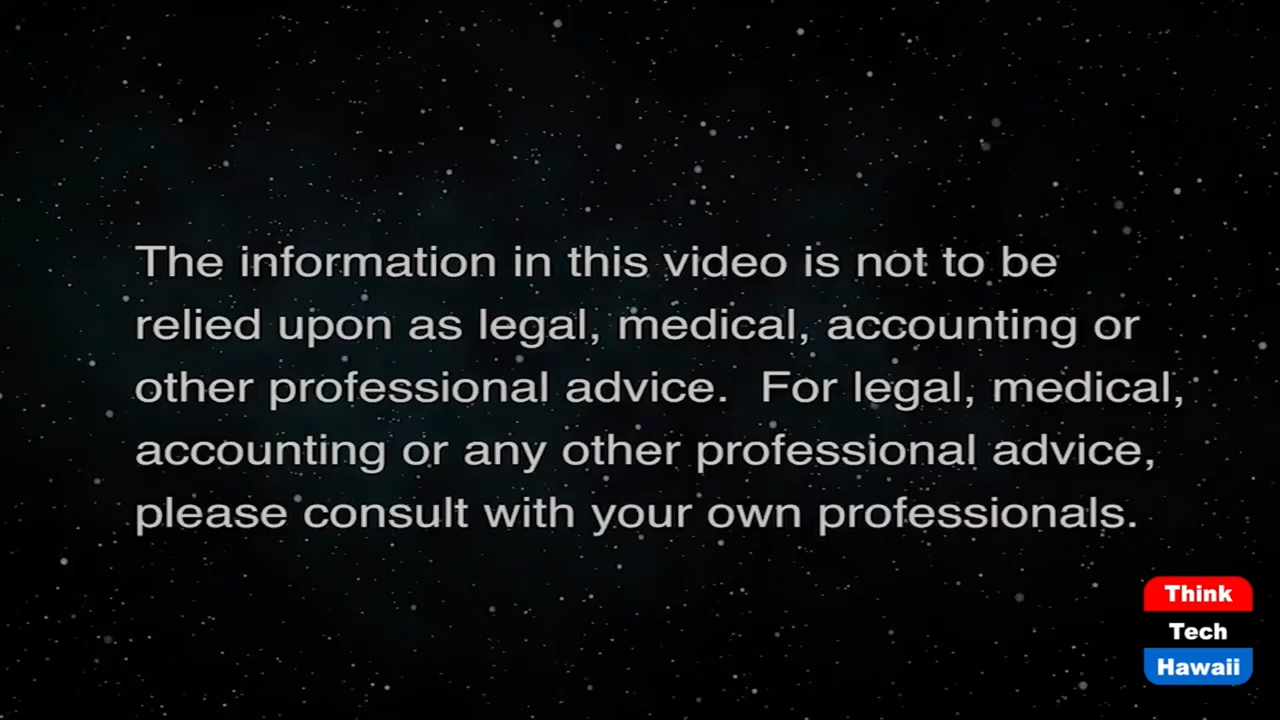 The information in this video is not to be
relied upon as legal, medical, accounting or
other professional advice.  For legal, medical,
accounting or any other professional advice,
please consult with your own professionals.
Think
Tech
Hawaii